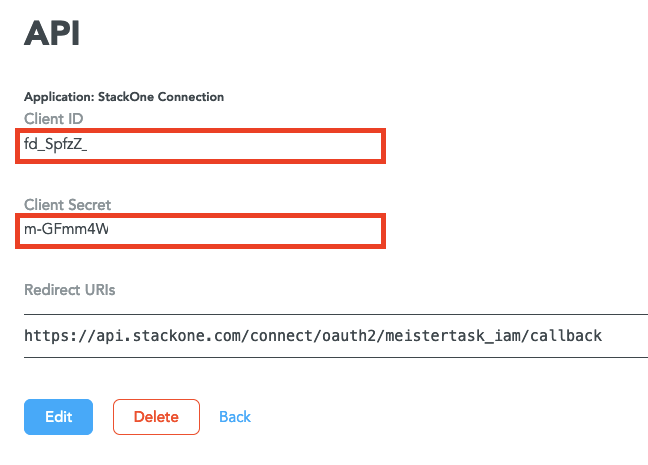 API
Application: StackOne Connection
Client ID
fd_SpfzZ_
Client Secret
m-GFmm4W
Redirect URIs
https://api.stackone.com/connect/oauth2/meistertask_iam/callback
Edit Delete Back